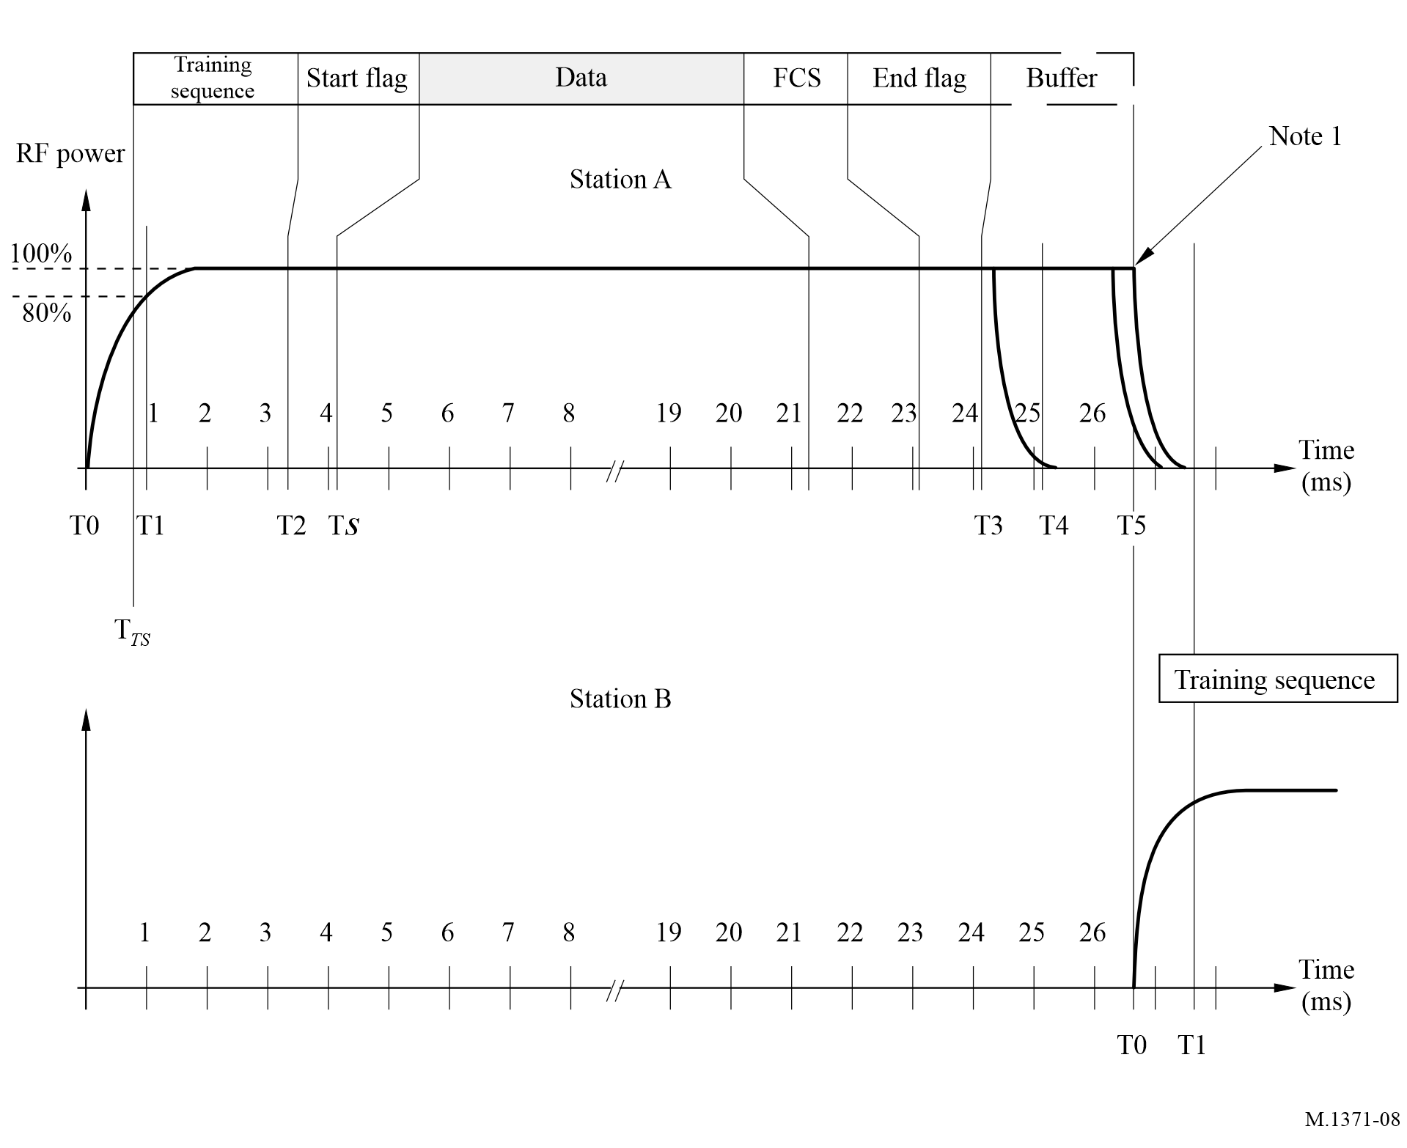 Training
sequence
Start flag
Data
FCS
End flag
Buffer
Note 1
RF power
Station A
100%
80%
1 2 3 4 5 6 7 8 19 20 21 22 23 24 25 26
Time
(ms)
T0 T1 T2 Ts T3 T4 T5
TTS
Training sequence
Station B
1 2 3 4 5 6 7 8 19 20 21 22 23 24 25 26
Time
(ms)
T0 T1
M.1371-08